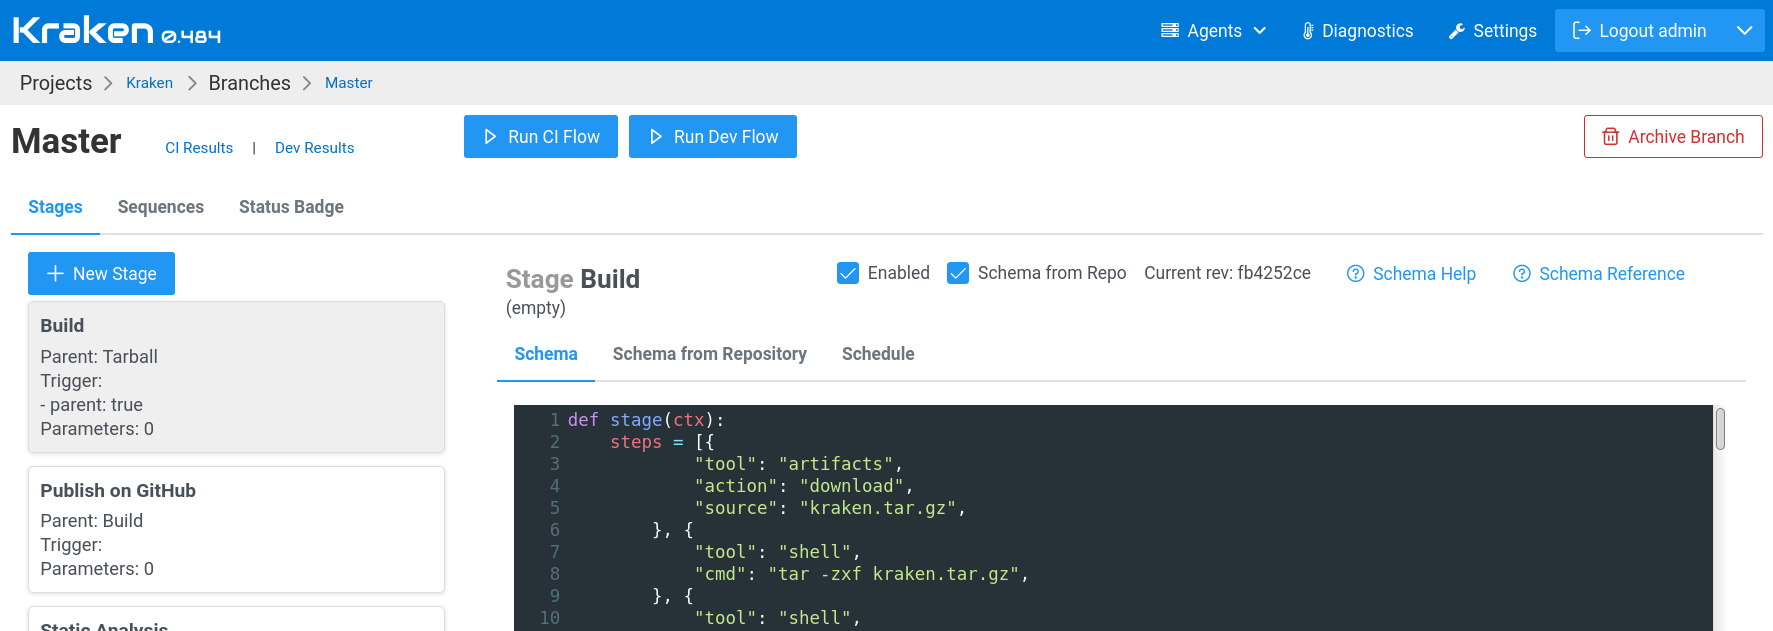 Kraken 0.484
Agents
Diagnostics
Settings
Logout admin
Projects > Kraken > Branches > Master
Master
CI Results | Dev Results
Run CI Flow
Run Dev Flow
Archive Branch
Stages
Sequences
Status Badge
New Stage
Build
Parent: Tarball
Trigger:
- parent: true
Parameters: 0
Publish on GitHub
Parent: Build
Trigger:
Parameters: 0
Static Analysis
Stage Build
(empty)
Enabled
Schema from Repo
Current rev: fb4252ce
Schema Help
Schema Reference
Schema
Schema from Repository
Schedule
1 def stage(ctx):
2     steps = [{
3             "tool": "artifacts",
4             "action": "download",
5             "source": "kraken.tar.gz",
6         }, {
7             "tool": "shell",
8             "cmd": "tar -zxf kraken.tar.gz",
9         }, {
10             "tool": "shell",